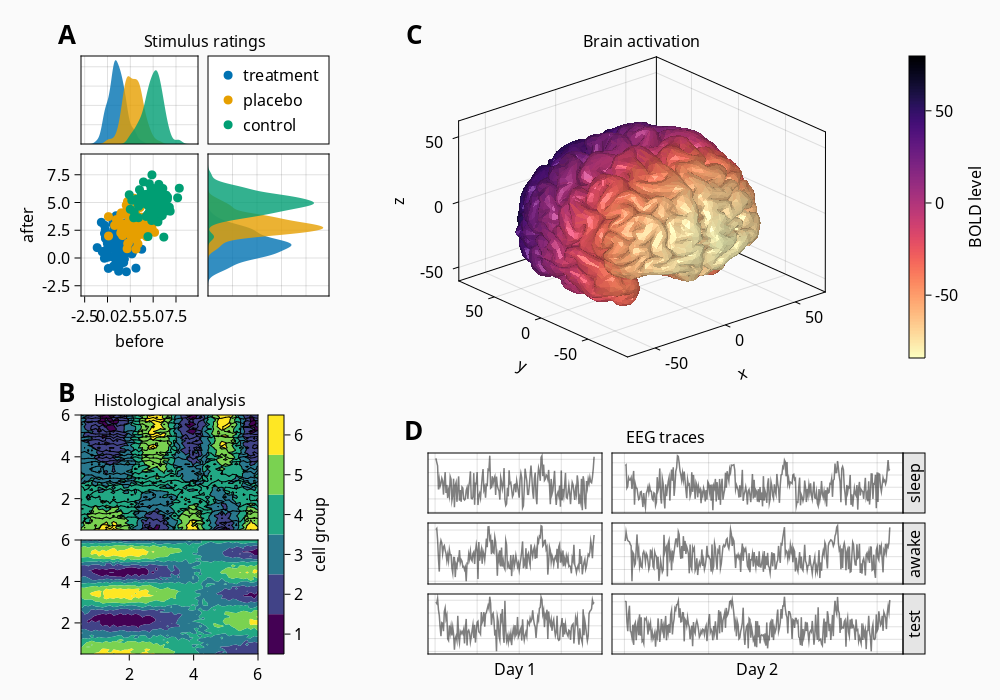 A
Stimulus ratings
treatment
placebo
control
7.5
5.0
2.5
0.0
-2.5
after
-2.50.02.55.07.5
before
B
Histological analysis
6
4
2
6
4
2
2 4 6
6
5
4
3
2
1
cell group
C
Brain activation
50
0
-50
z
50
0
-50
y
-50
0
50
x
50
0
-50
BOLD level
D
EEG traces
sleep
awake
test
Day 1 Day 2